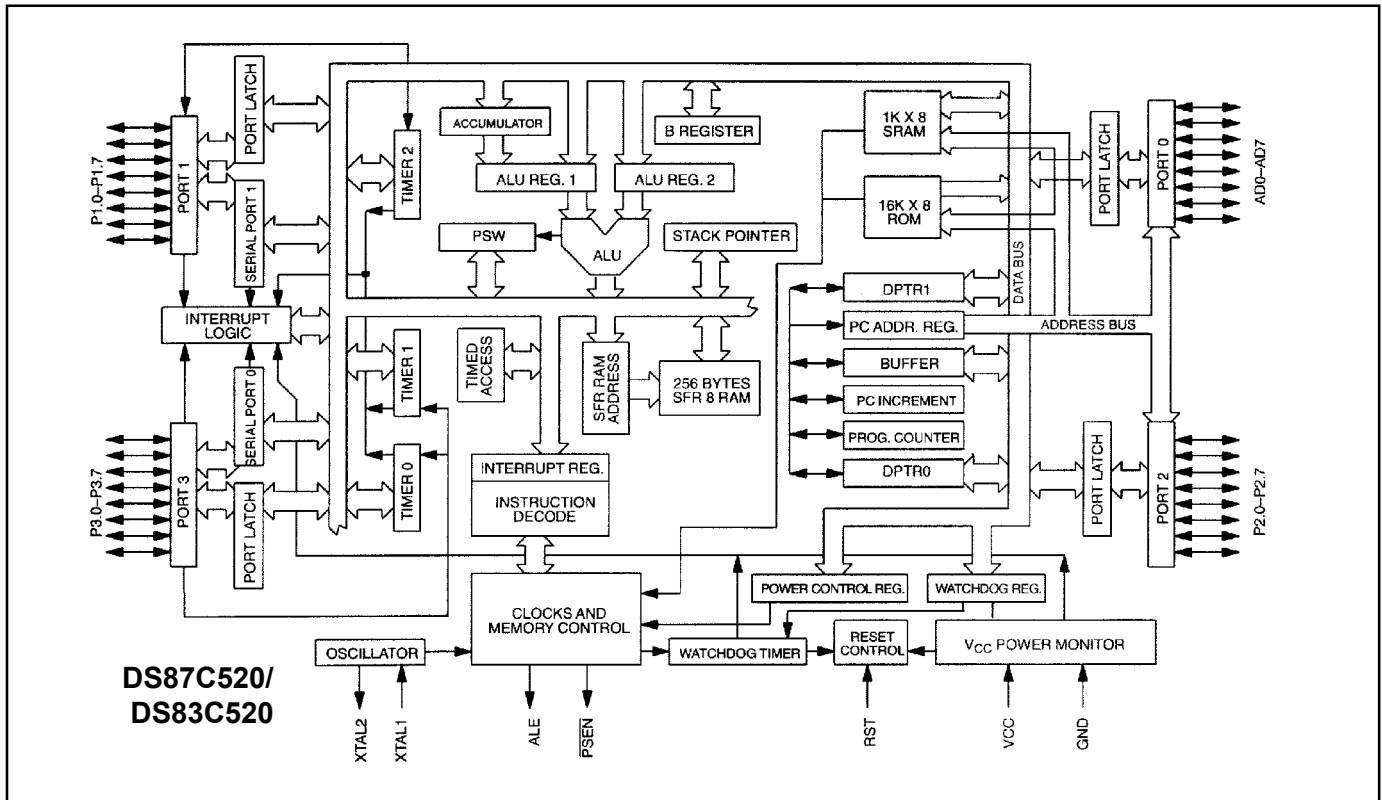 PORT LATCH
ACCUMULATOR
B REGISTER
1K X 8
SRAM
P1.0–P1.7
PORT 1
TIMER 2
ALU REG. 1
ALU REG. 2
PORT LATCH
PORT 0
AD0–AD7
16K X 8
ROM
SERIAL PORT 1
PSW
ALU
STACK POINTER
DATA BUS
DPTR1
INTERRUPT
LOGIC
PC ADDR. REG.
ADDRESS BUS
TIMER 1
TIMED
ACCESS
SFR RAM
ADDRESS
256 BYTES
SFR 8 RAM
BUFFER
SERIAL PORT 0
PC INCREMENT
PROG. COUNTER
P3.0–P3.7
PORT 3
TIMER 0
INTERRUPT REG.
DPTR0
PORT LATCH
PORT 2
P2.0–P2.7
PORT LATCH
INSTRUCTION
DECODE
POWER CONTROL REG.
WATCHDOG REG.
CLOCKS AND
MEMORY CONTROL
OSCILLATOR
WATCHDOG TIMER
RESET
CONTROL
VCC POWER MONITOR
DS87C520/
DS83C520
XTAL2
XTAL1
ALE
PSEN
RST
VCC
GND